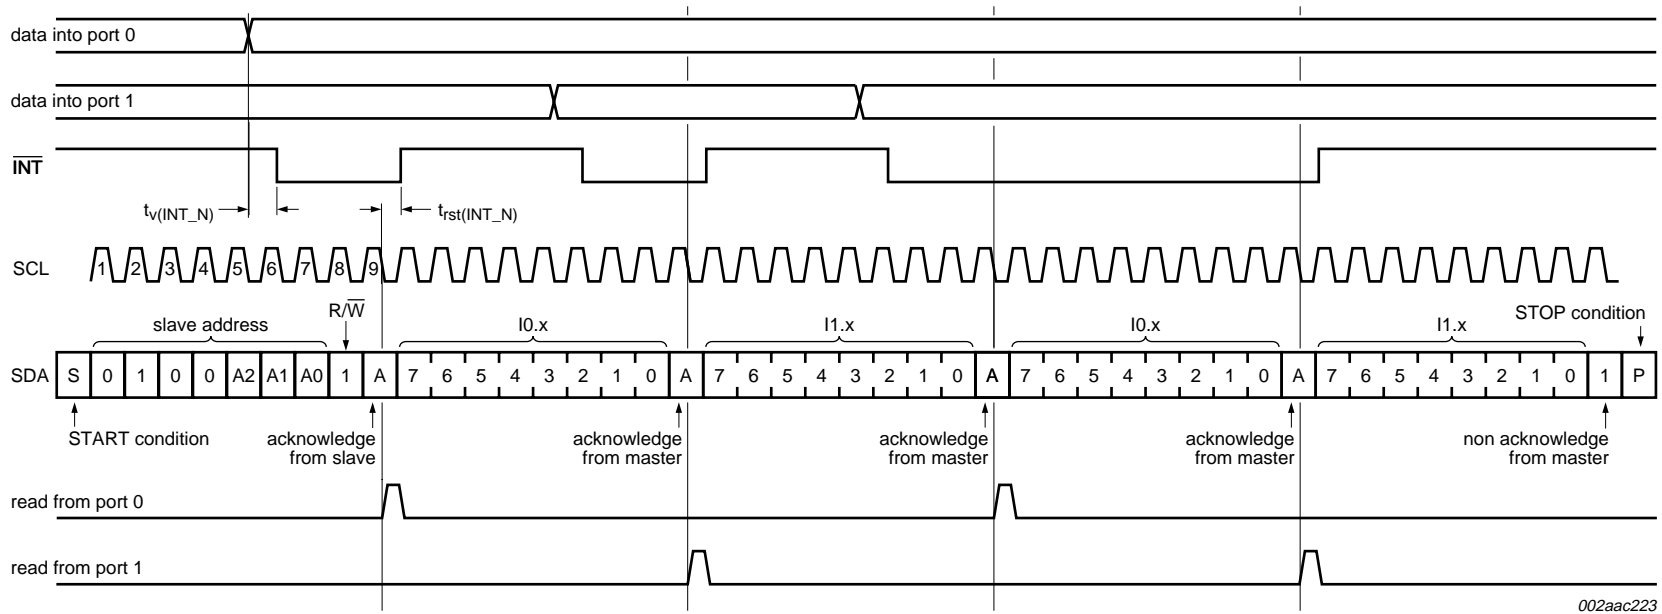 data into port 0
data into port 1
INT
tv(INT_N)
trst(INT_N)
SCL
1 2 3 4 5 6 7 8 9
R/W
slave address
I0.x
I1.x
I0.x
I1.x
STOP condition
SDA
S 0 1 0 0 A2 A1 A0 1 A 7 6 5 4 3 2 1 0 A 7 6 5 4 3 2 1 0 A 7 6 5 4 3 2 1 0 A 7 6 5 4 3 2 1 0 1 P
START condition
acknowledge
from slave
acknowledge
from master
acknowledge
from master
acknowledge
from master
non acknowledge
from master
read from port 0
read from port 1
002aac223